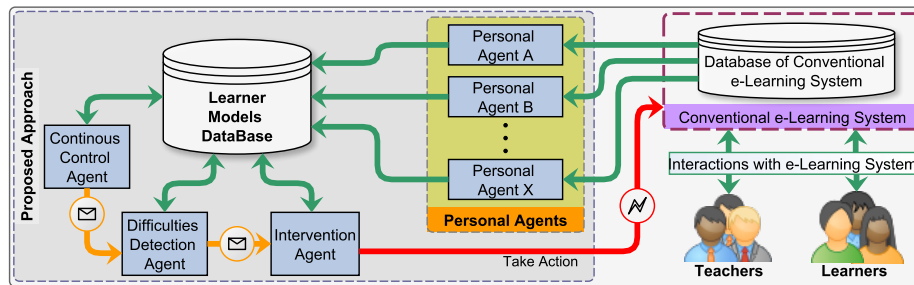 Proposed Approach
Learner
Models
DataBase
Continous
Control
Agent
Difficulties
Detection
Agent
Intervention
Agent
Personal
Agent A
Personal
Agent B
Personal
Agent X
Personal Agents
Take Action
Database of Conventional
e-Learning System
Conventional e-Learning System
Interactions with e-Learning System
Teachers
Learners